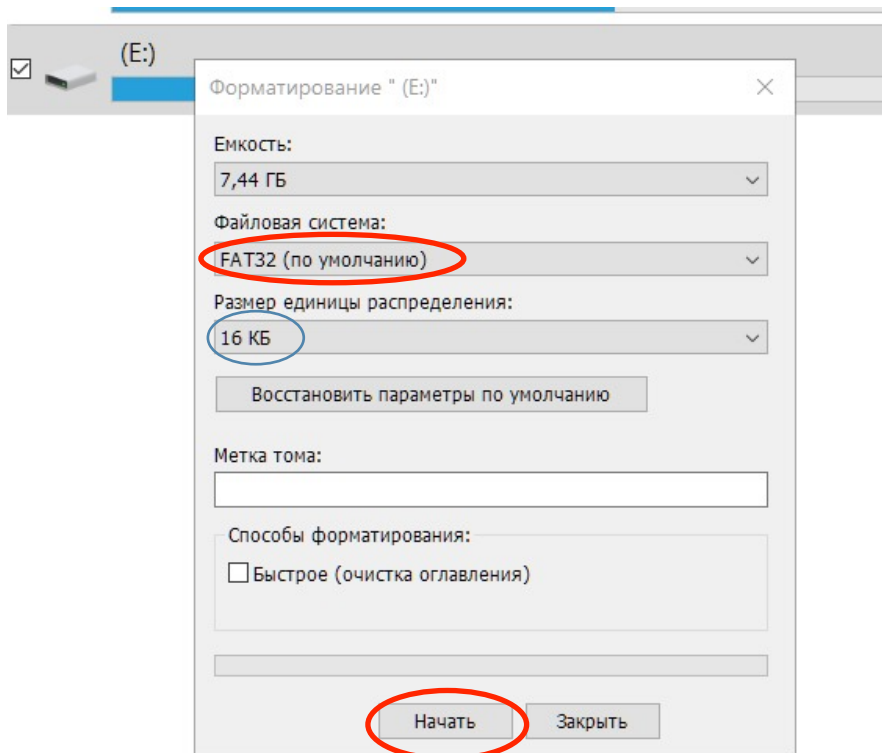 (E:)
Форматирование " (E:)"
Емкость:
7,44 ГБ
Файловая система:
FAT32 (по умолчанию)
Размер единицы распределения:
16 КБ
Восстановить параметры по умолчанию
Метка тома:
Способы форматирования:
Быстрое (очистка оглавления)
Начать Закрыть